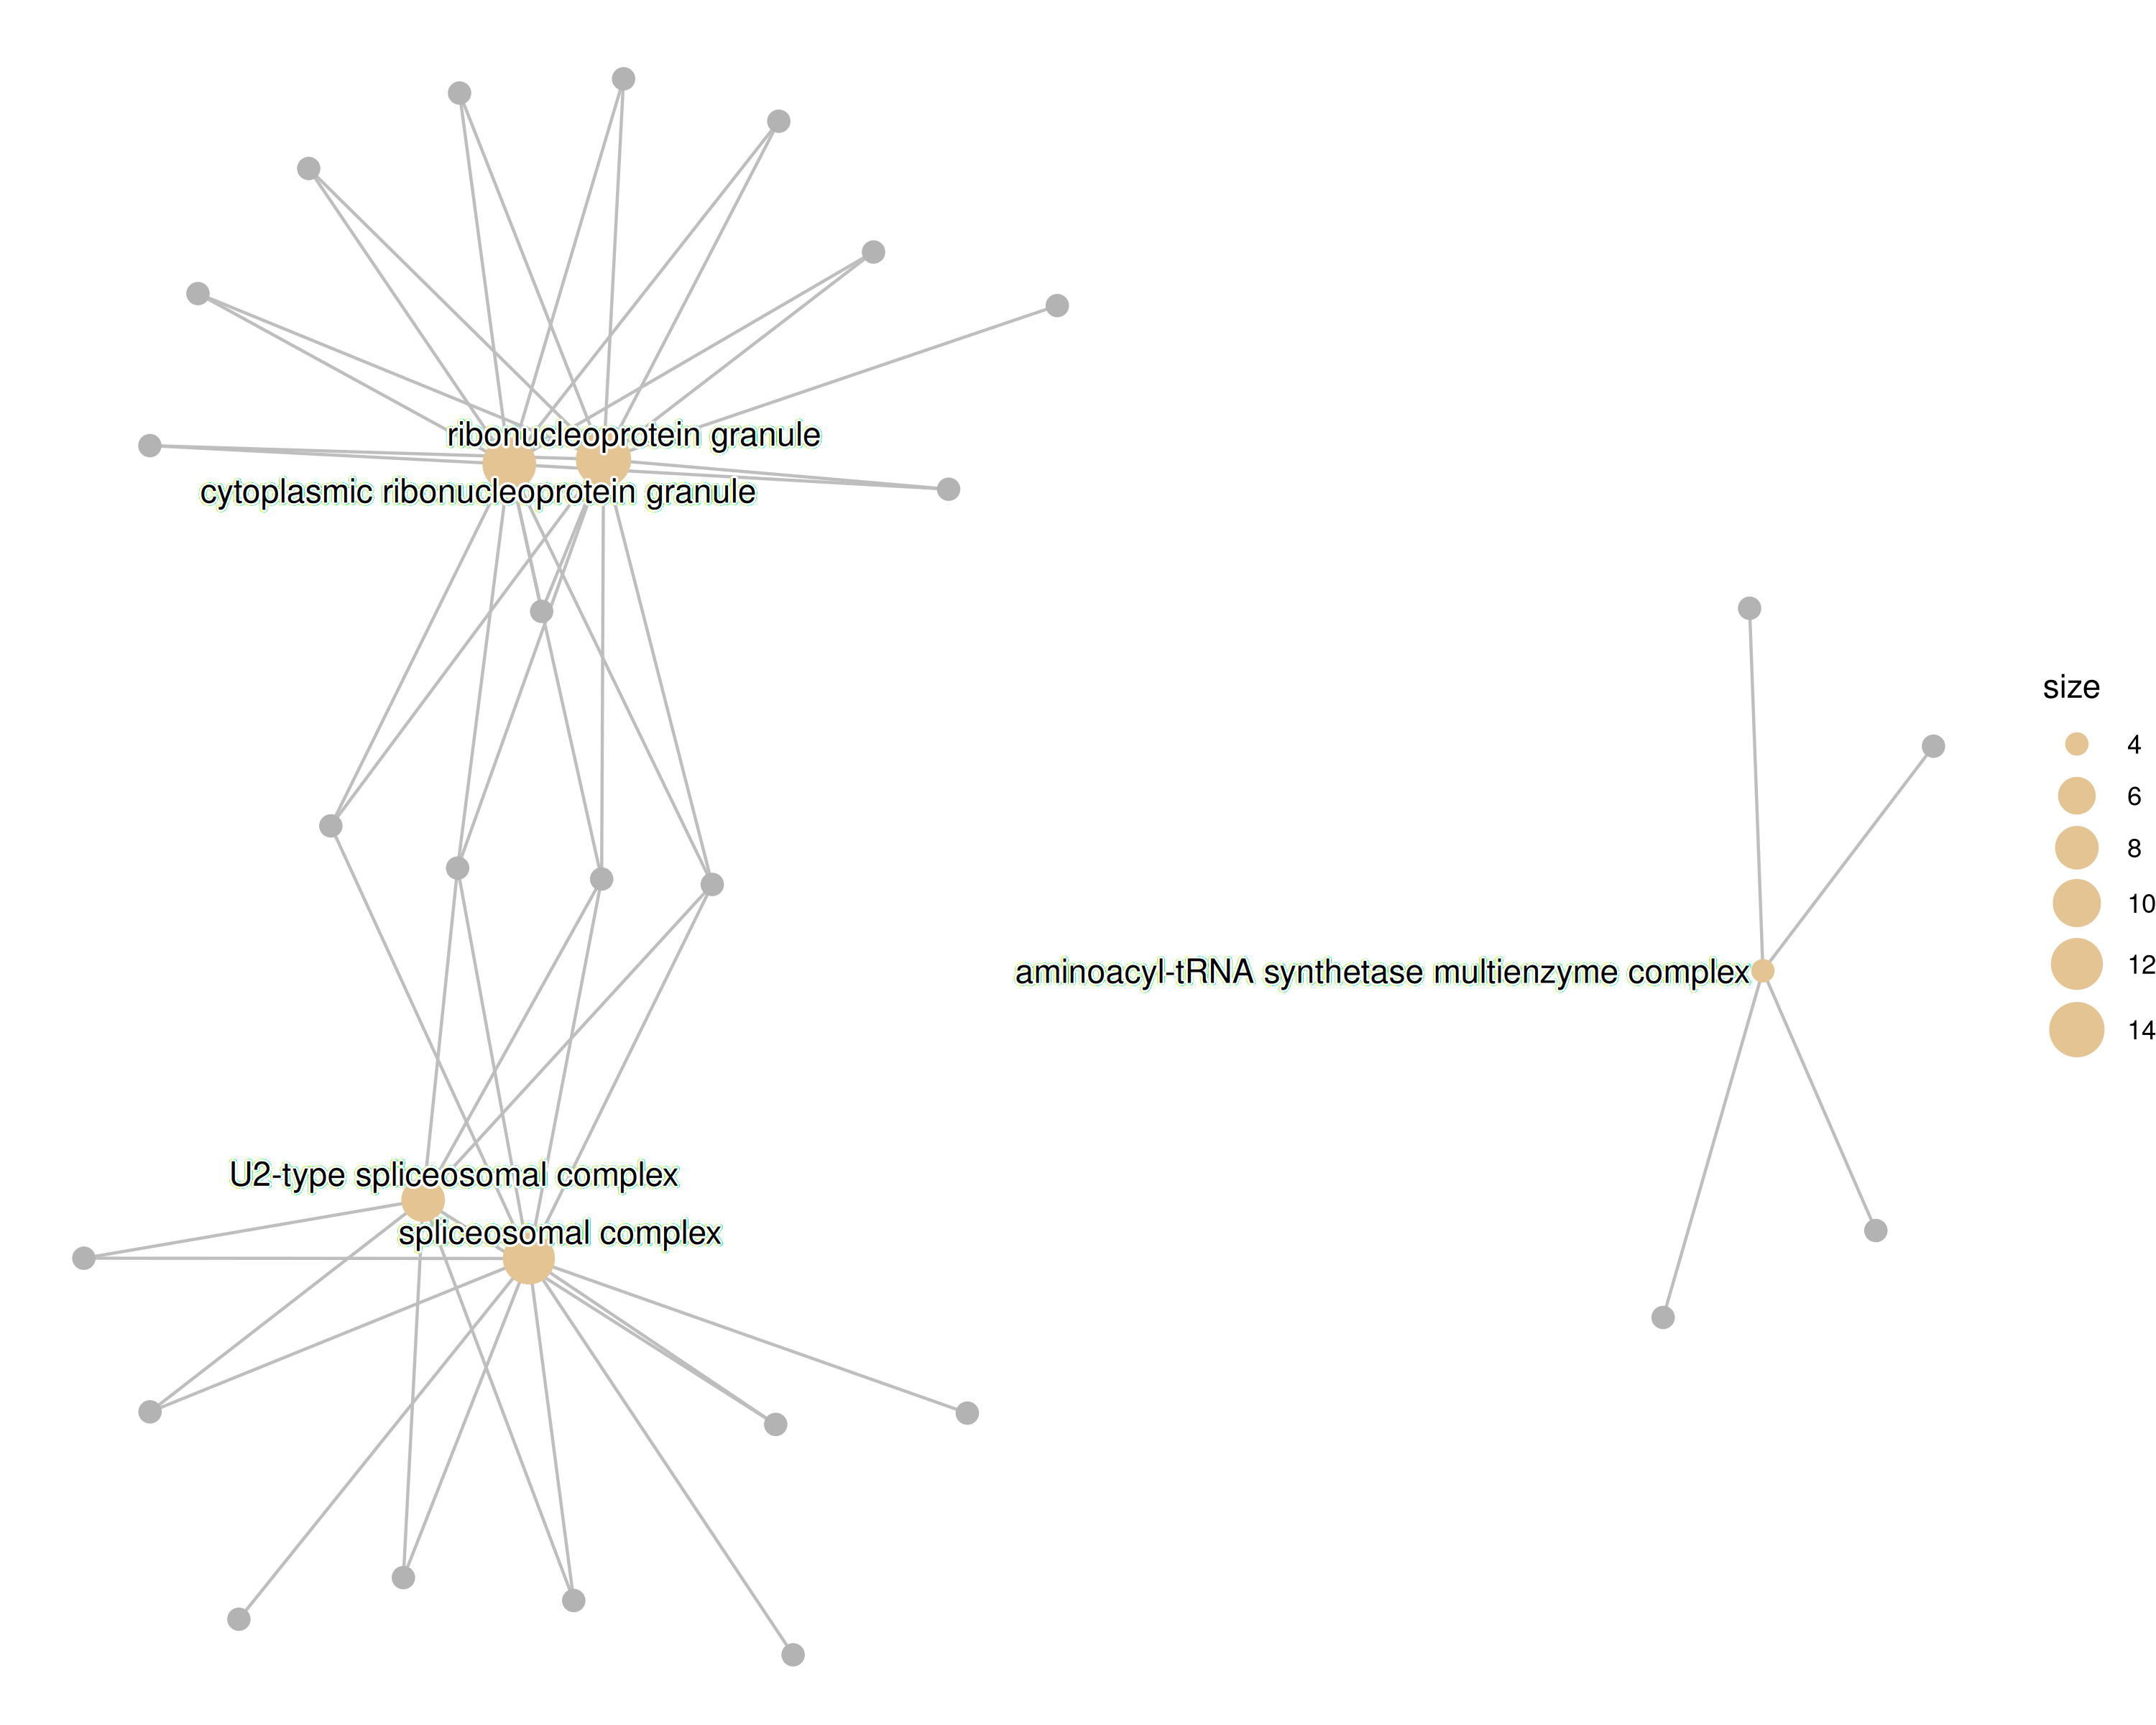 ribonucleoprotein granule
cytoplasmic ribonucleoprotein granule
aminoacyl-tRNA synthetase multienzyme complex
U2-type spliceosomal complex
spliceosomal complex
size
4
6
8
10
12
14